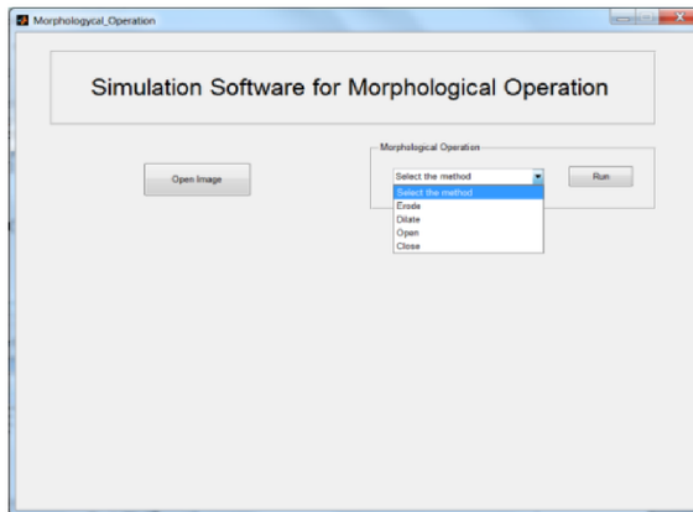 Morphologycal_Operation
Simulation Software for Morphological Operation
Morphological Operation
Open Image
Select the method
Run
Select the method
Erode
Dilate
Open
Close